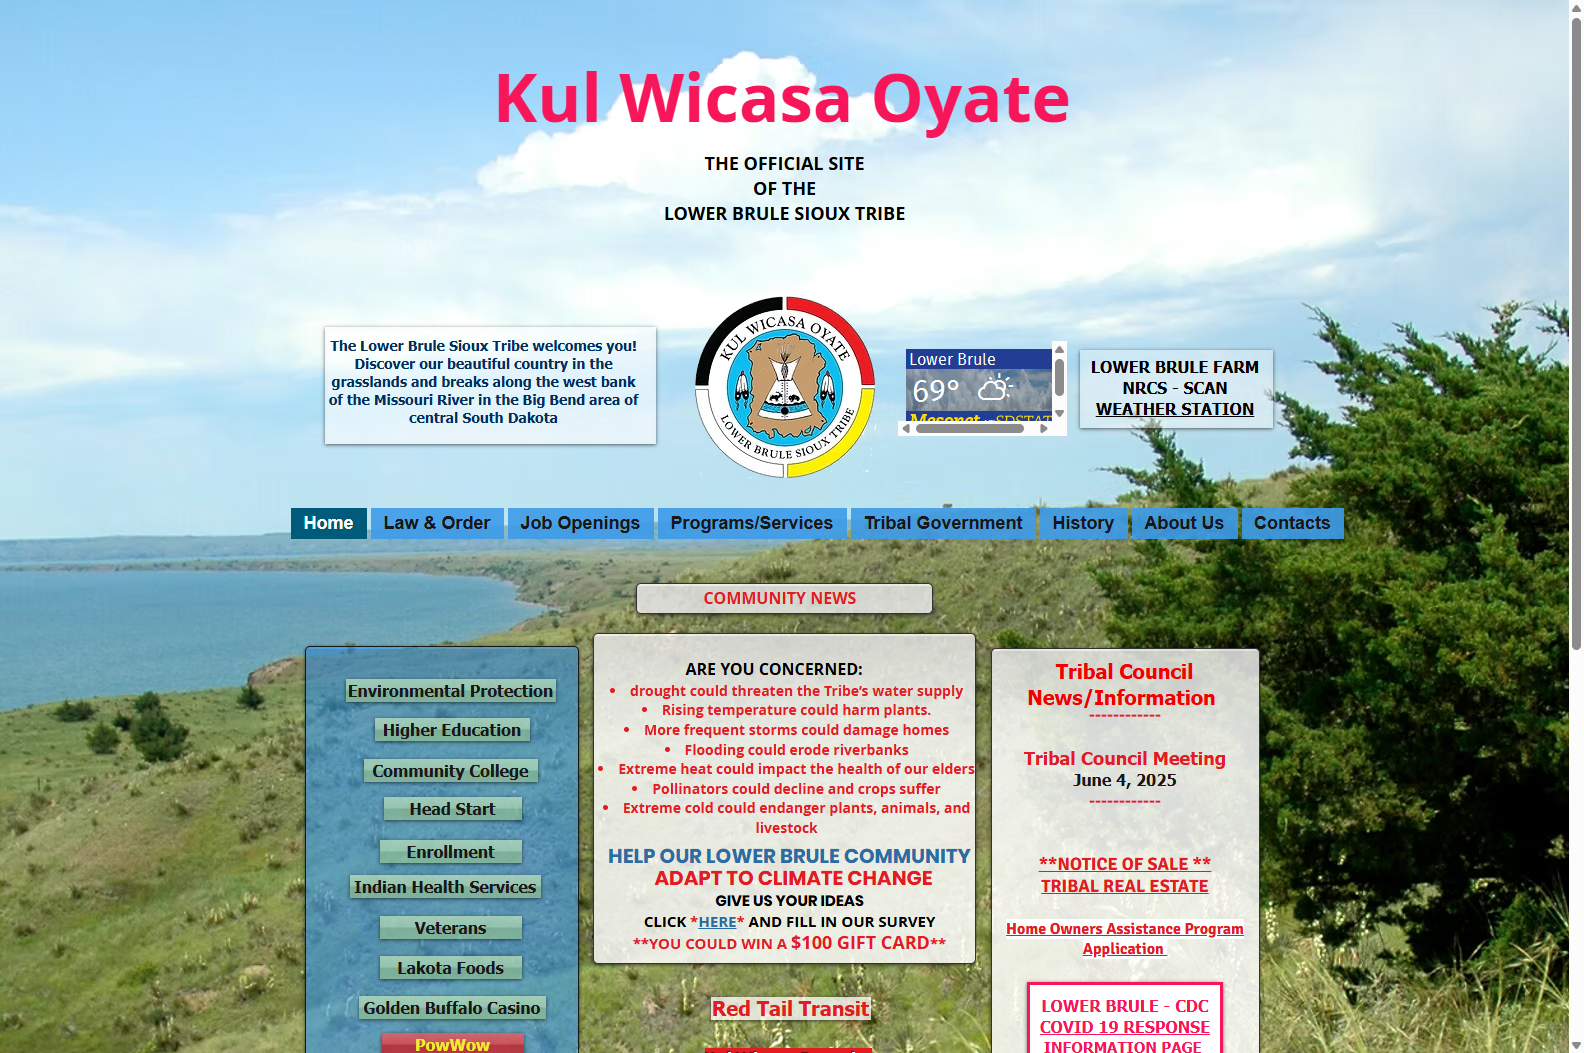 Kul Wicasa Oyate
THE OFFICIAL SITE
OF THE
LOWER BRULE SIOUX TRIBE
The Lower Brule Sioux Tribe welcomes you!
Discover our beautiful country in the
grasslands and breaks along the west bank
of the Missouri River in the Big Bend area of
central South Dakota
KUL WICASA OYATE
LOWER BRULE SIOUX TRIBE
Lower Brule
69°
Mesonet
SDSTAT
LOWER BRULE FARM
NRCS - SCAN
WEATHER STATION
Home
Law & Order
Job Openings
Programs/Services
Tribal Government
History
About Us
Contacts
COMMUNITY NEWS
Environmental Protection
Higher Education
Community College
Head Start
Enrollment
Indian Health Services
Veterans
Lakota Foods
Golden Buffalo Casino
PowWow
ARE YOU CONCERNED:
• drought could threaten the Tribe’s water supply
• Rising temperature could harm plants.
• More frequent storms could damage homes
• Flooding could erode riverbanks
• Extreme heat could impact the health of our elders
• Pollinators could decline and crops suffer
• Extreme cold could endanger plants, animals, and
livestock
HELP OUR LOWER BRULE COMMUNITY
ADAPT TO CLIMATE CHANGE
GIVE US YOUR IDEAS
CLICK *HERE* AND FILL IN OUR SURVEY
**YOU COULD WIN A $100 GIFT CARD**
Red Tail Transit
Tribal Council
News/Information
------------
Tribal Council Meeting
June 4, 2025
------------
**NOTICE OF SALE **
TRIBAL REAL ESTATE
Home Owners Assistance Program
Application
LOWER BRULE - CDC
COVID 19 RESPONSE
INFORMATION PAGE